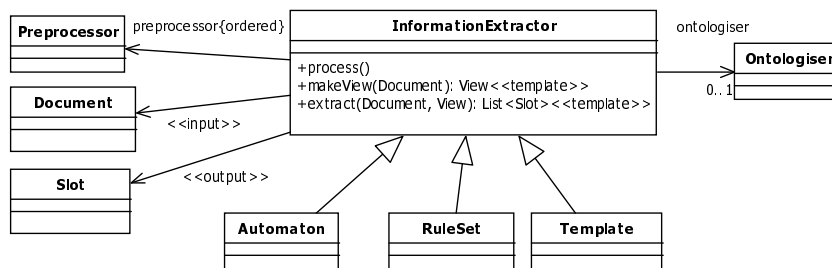 preprocessor{ordered}
InformationExtractor
ontologiser
Preprocessor
+process()
+makeView(Document): View<<template>>
+extract(Document, View): List<Slot><<template>>
Ontologiser
0..1
Document
<<input>>
Slot
<<output>>
Automaton
RuleSet
Template